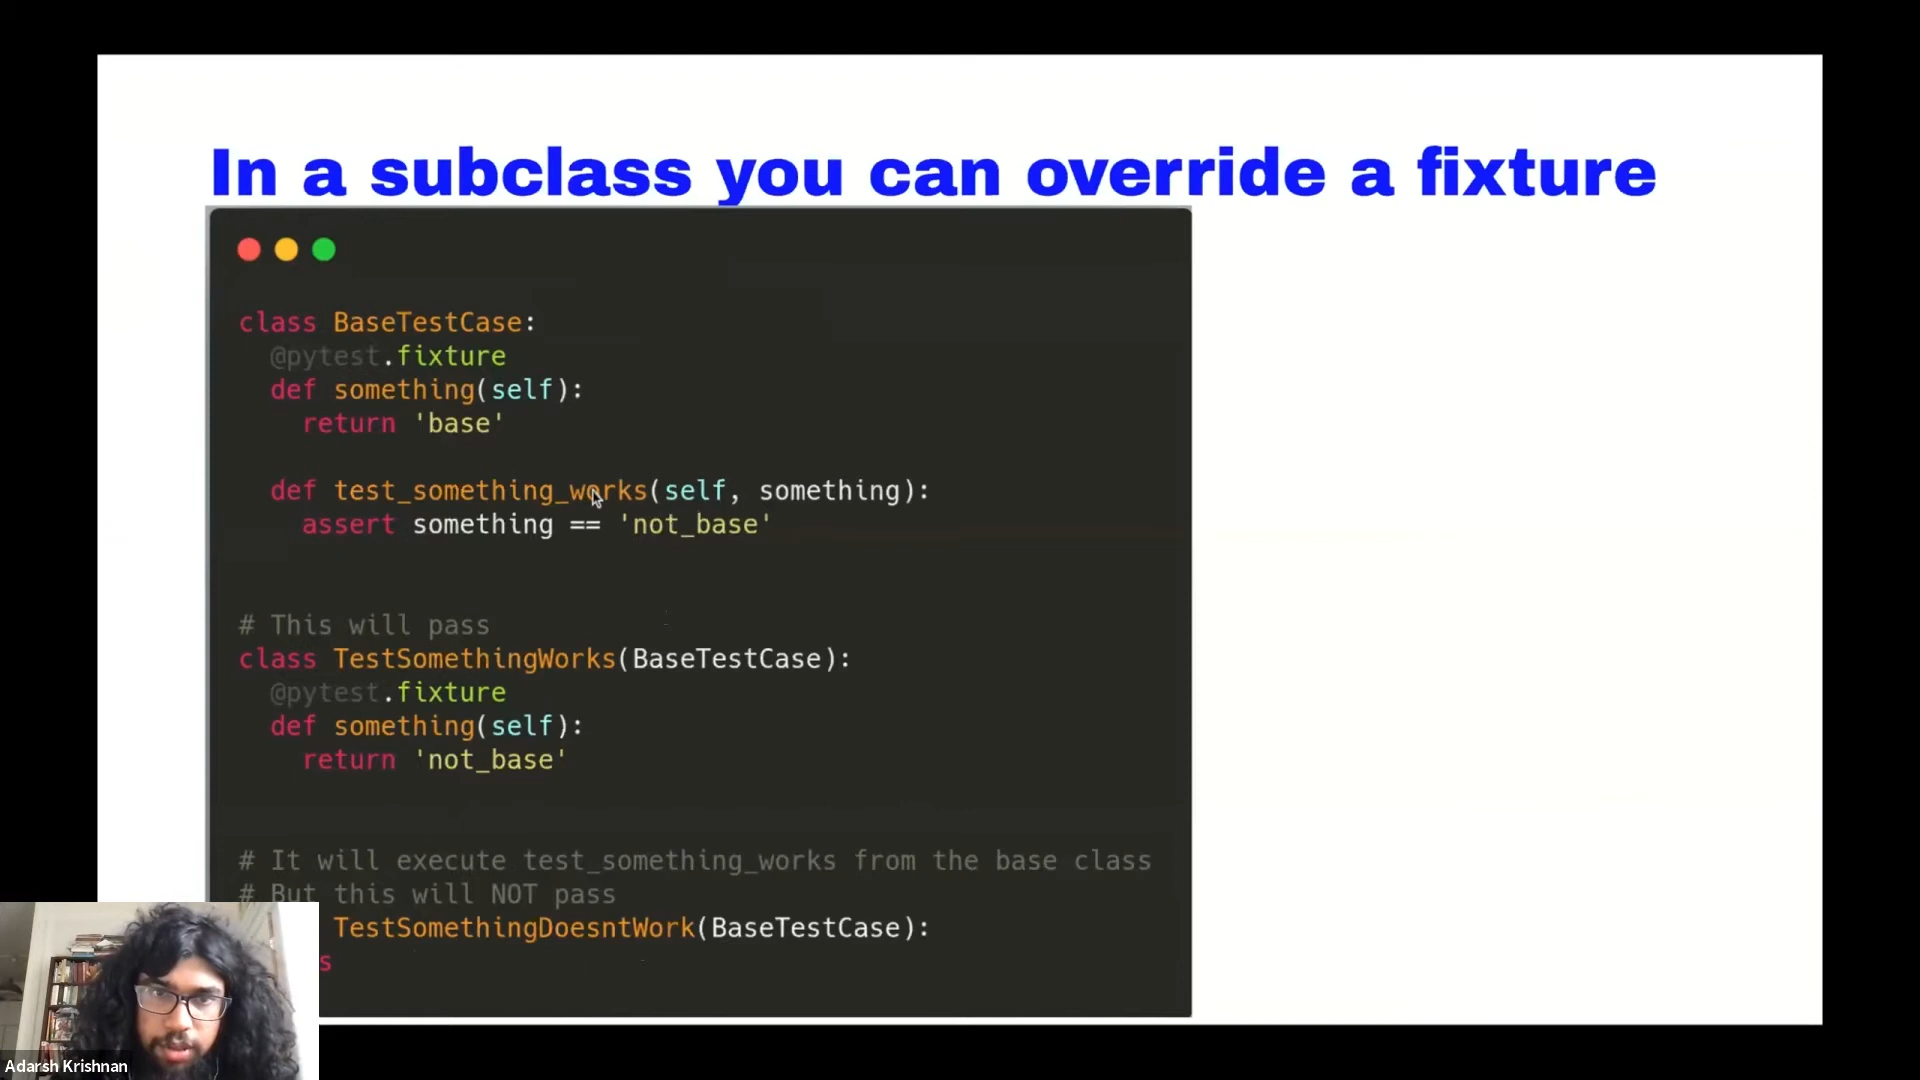 In a subclass you can override a fixture
class BaseTestCase:
  @pytest.fixture
  def something(self):
    return 'base'
  def test_something_works(self, something):
    assert something == 'not_base'
# This will pass
class TestSomethingWorks(BaseTestCase):
  @pytest.fixture
  def something(self):
    return 'not_base'
# It will execute test_something_works from the base class
# But this will NOT pass
TestSomethingDoesntWork(BaseTestCase):
s
Adarsh Krishnan